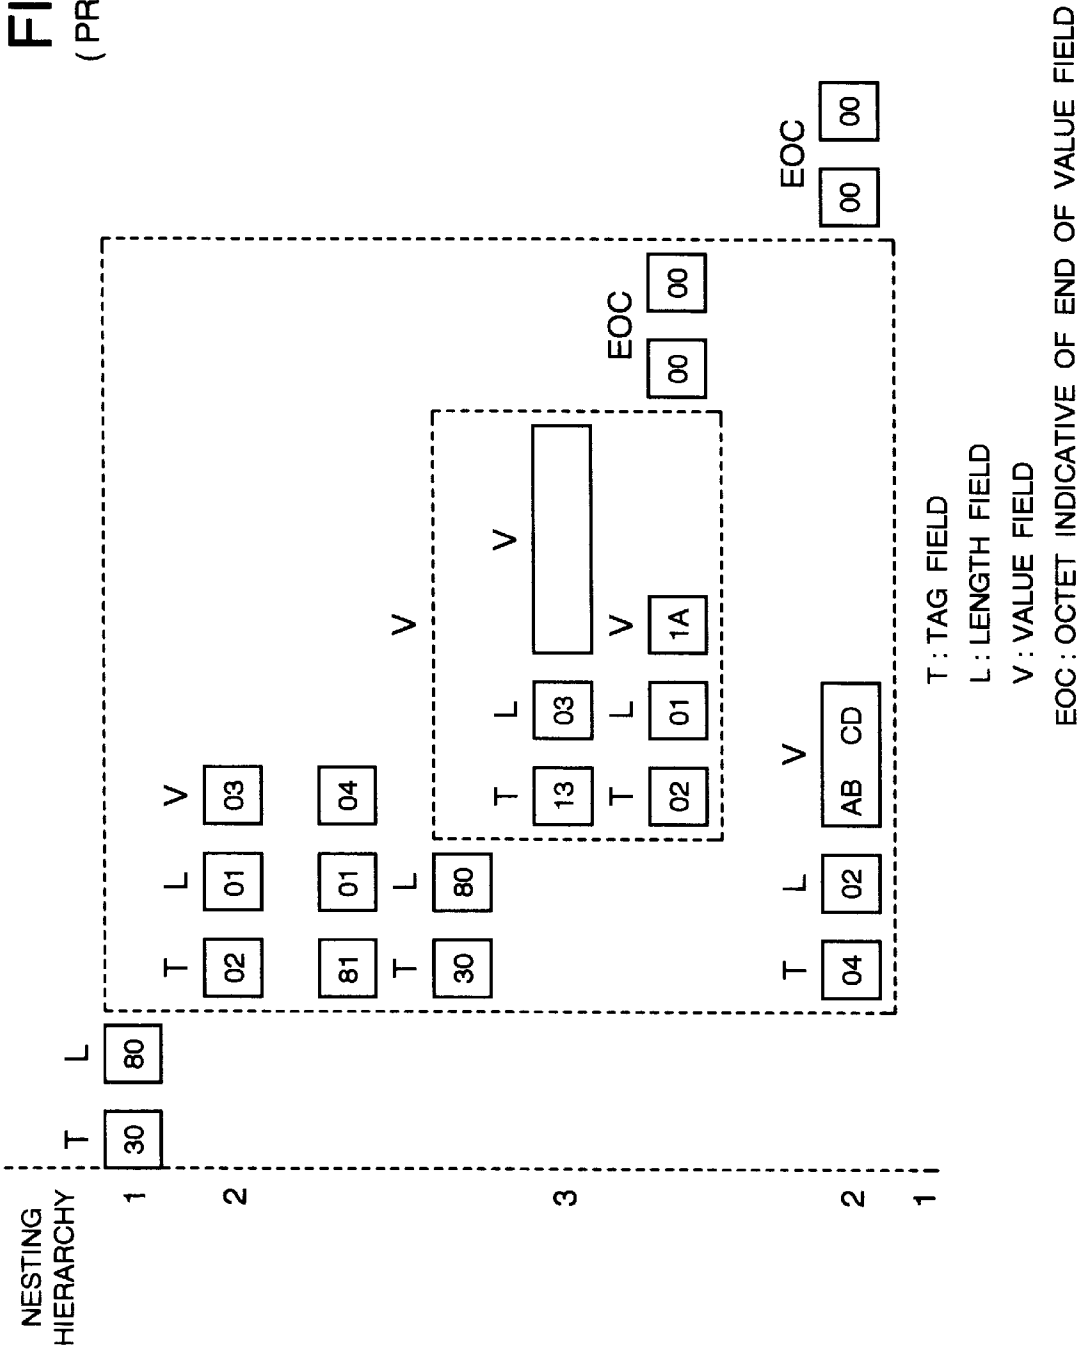 FI
( PR
NESTING
HIERARCHY
T L
1 30 80
T L V
2 02 01 03
81 01 04
T L V
30 80
T L V
3 13 03
T L V EOC
02 01 1A 00 00
T L V EOC
2 04 02 AB CD 00 00
1
T : TAG FIELD
L : LENGTH FIELD
V : VALUE FIELD
EOC : OCTET INDICATIVE OF END OF VALUE FIELD